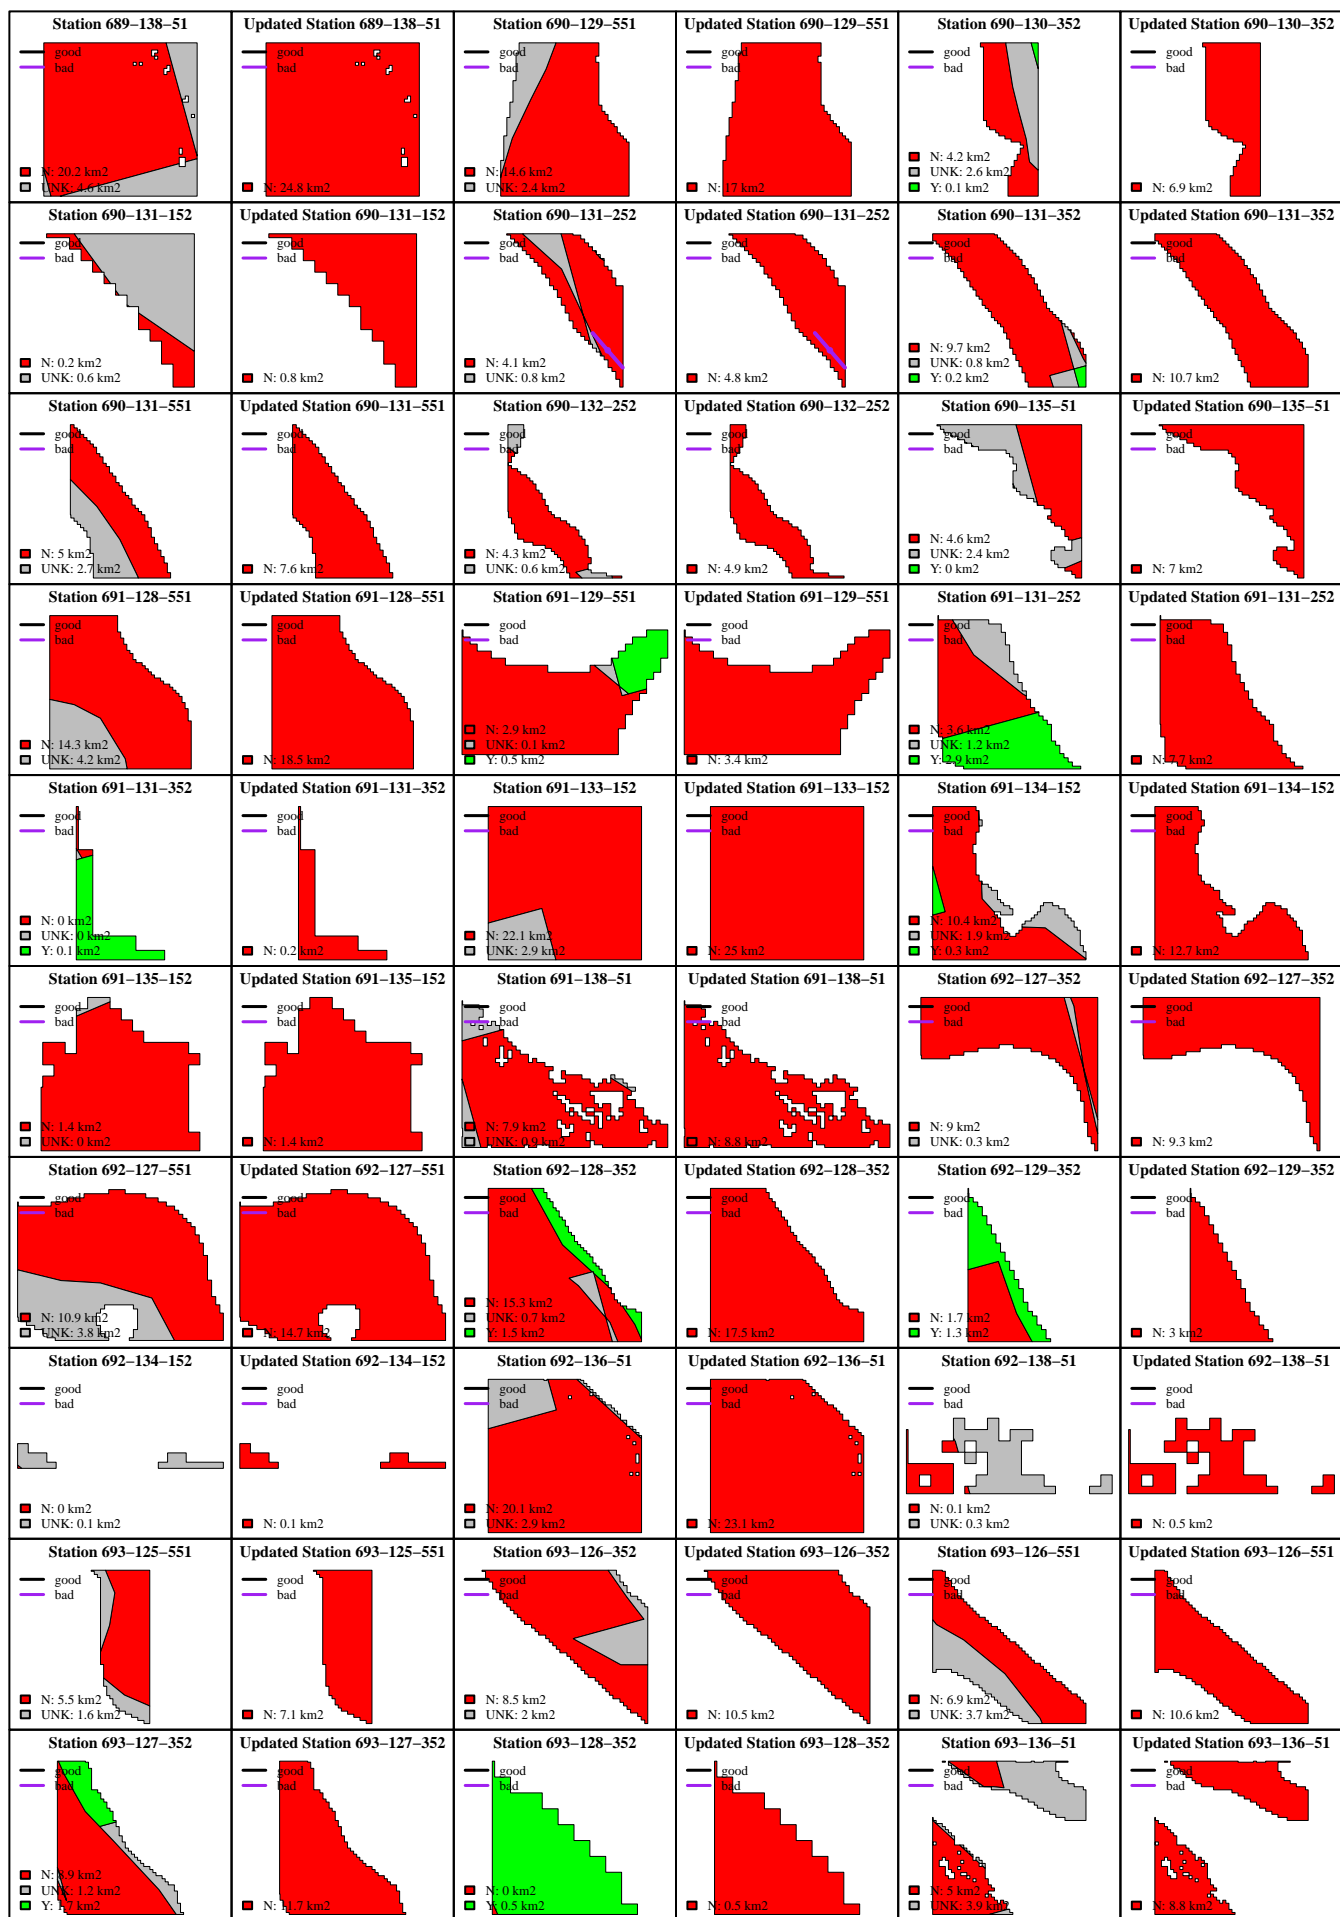 Station 689−138−51
good
bad
N: 20.2 km2
UNK: 4.6 km2
Updated Station 689−138−51
good
bad
N: 24.8 km2
Station 690−129−551
good
bad
N: 14.6 km2
UNK: 2.4 km2
Updated Station 690−129−551
good
bad
N: 17 km2
Station 690−130−352
good
bad
N: 4.2 km2
UNK: 2.6 km2
Y: 0.1 km2
Updated Station 690−130−352
good
bad
N: 6.9 km2
Station 690−131−152
good
bad
N: 0.2 km2
UNK: 0.6 km2
Updated Station 690−131−152
good
bad
N: 0.8 km2
Station 690−131−252
good
bad
N: 4.1 km2
UNK: 0.8 km2
Updated Station 690−131−252
good
bad
N: 4.8 km2
Station 690−131−352
good
bad
N: 9.7 km2
UNK: 0.8 km2
Y: 0.2 km2
Updated Station 690−131−352
good
bad
N: 10.7 km2
Station 690−131−551
good
bad
N: 5 km2
UNK: 2.7 km2
Updated Station 690−131−551
good
bad
N: 7.6 km2
Station 690−132−252
good
bad
N: 4.3 km2
UNK: 0.6 km2
Updated Station 690−132−252
good
bad
N: 4.9 km2
Station 690−135−51
good
bad
N: 4.6 km2
UNK: 2.4 km2
Y: 0 km2
Updated Station 690−135−51
good
bad
N: 7 km2
Station 691−128−551
good
bad
N: 14.3 km2
UNK: 4.2 km2
Updated Station 691−128−551
good
bad
N: 18.5 km2
Station 691−129−551
good
bad
N: 2.9 km2
UNK: 0.1 km2
Y: 0.5 km2
Updated Station 691−129−551
good
bad
N: 3.4 km2
Station 691−131−252
good
bad
N: 3.6 km2
UNK: 1.2 km2
Y: 2.9 km2
Updated Station 691−131−252
good
bad
N: 7.7 km2
Station 691−131−352
good
bad
N: 0 km2
UNK: 0 km2
Y: 0.1 km2
Updated Station 691−131−352
good
bad
N: 0.2 km2
Station 691−133−152
good
bad
N: 22.1 km2
UNK: 2.9 km2
Updated Station 691−133−152
good
bad
N: 25 km2
Station 691−134−152
good
bad
N: 10.4 km2
UNK: 1.9 km2
Y: 0.3 km2
Updated Station 691−134−152
good
bad
N: 12.7 km2
Station 691−135−152
good
bad
N: 1.4 km2
UNK: 0 km2
Updated Station 691−135−152
good
bad
N: 1.4 km2
Station 691−138−51
good
bad
N: 7.9 km2
UNK: 0.9 km2
Updated Station 691−138−51
good
bad
N: 8.8 km2
Station 692−127−352
good
bad
N: 9 km2
UNK: 0.3 km2
Updated Station 692−127−352
good
bad
N: 9.3 km2
Station 692−127−551
good
bad
N: 10.9 km2
UNK: 3.8 km2
Updated Station 692−127−551
good
bad
N: 14.7 km2
Station 692−128−352
good
bad
N: 15.3 km2
UNK: 0.7 km2
Y: 1.5 km2
Updated Station 692−128−352
good
bad
N: 17.5 km2
Station 692−129−352
good
bad
N: 1.7 km2
Y: 1.3 km2
Updated Station 692−129−352
good
bad
N: 3 km2
Station 692−134−152
good
bad
N: 0 km2
UNK: 0.1 km2
Updated Station 692−134−152
good
bad
N: 0.1 km2
Station 692−136−51
good
bad
N: 20.1 km2
UNK: 2.9 km2
Updated Station 692−136−51
good
bad
N: 23.1 km2
Station 692−138−51
good
bad
N: 0.1 km2
UNK: 0.3 km2
Updated Station 692−138−51
good
bad
N: 0.5 km2
Station 693−125−551
good
bad
N: 5.5 km2
UNK: 1.6 km2
Updated Station 693−125−551
good
bad
N: 7.1 km2
Station 693−126−352
good
bad
N: 8.5 km2
UNK: 2 km2
Updated Station 693−126−352
good
bad
N: 10.5 km2
Station 693−126−551
good
bad
N: 6.9 km2
UNK: 3.7 km2
Updated Station 693−126−551
good
bad
N: 10.6 km2
Station 693−127−352
good
bad
N: 8.9 km2
UNK: 1.2 km2
Y: 1.7 km2
Updated Station 693−127−352
good
bad
N: 11.7 km2
Station 693−128−352
good
bad
N: 0 km2
Y: 0.5 km2
Updated Station 693−128−352
good
bad
N: 0.5 km2
Station 693−136−51
good
bad
N: 5 km2
UNK: 3.9 km2
Updated Station 693−136−51
good
bad
N: 8.8 km2